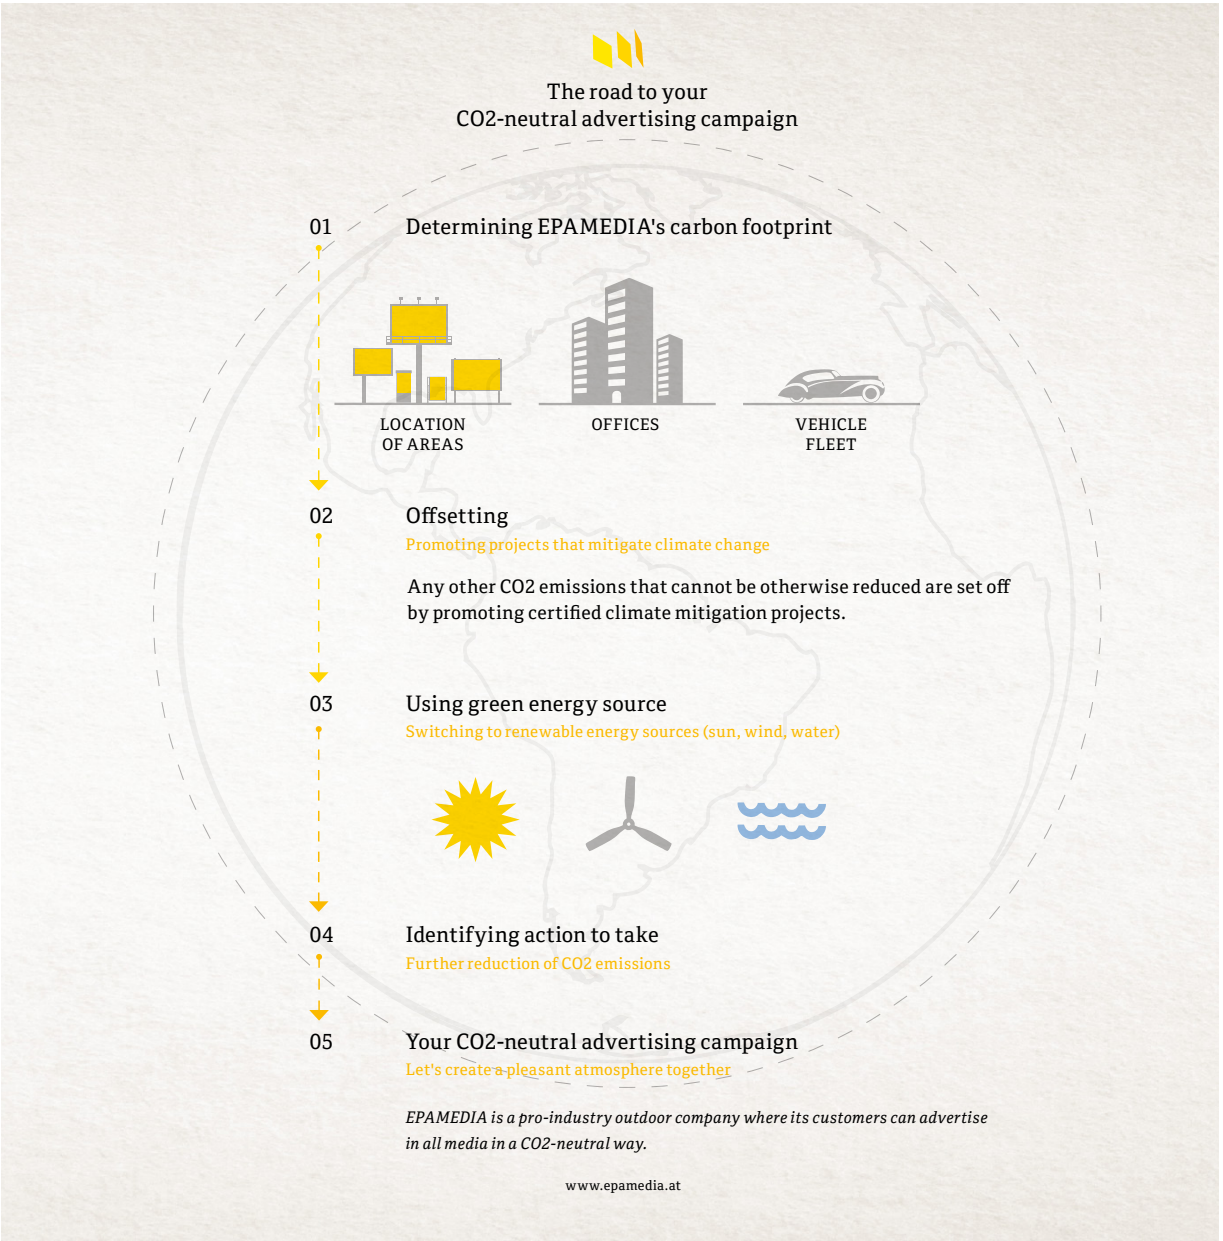 The road to your
CO2-neutral advertising campaign
01
Determining EPAMEDIA's carbon footprint
LOCATION
OF AREAS
OFFICES
VEHICLE
FLEET
02
Offsetting
Promoting projects that mitigate climate change
Any other CO2 emissions that cannot be otherwise reduced are set off
by promoting certified climate mitigation projects.
03
Using green energy source
Switching to renewable energy sources (sun, wind, water)
04
Identifying action to take
Further reduction of CO2 emissions
05
Your CO2-neutral advertising campaign
Let's create a pleasant atmosphere together
EPAMEDIA is a pro-industry outdoor company where its customers can advertise
in all media in a CO2-neutral way.
www.epamedia.at